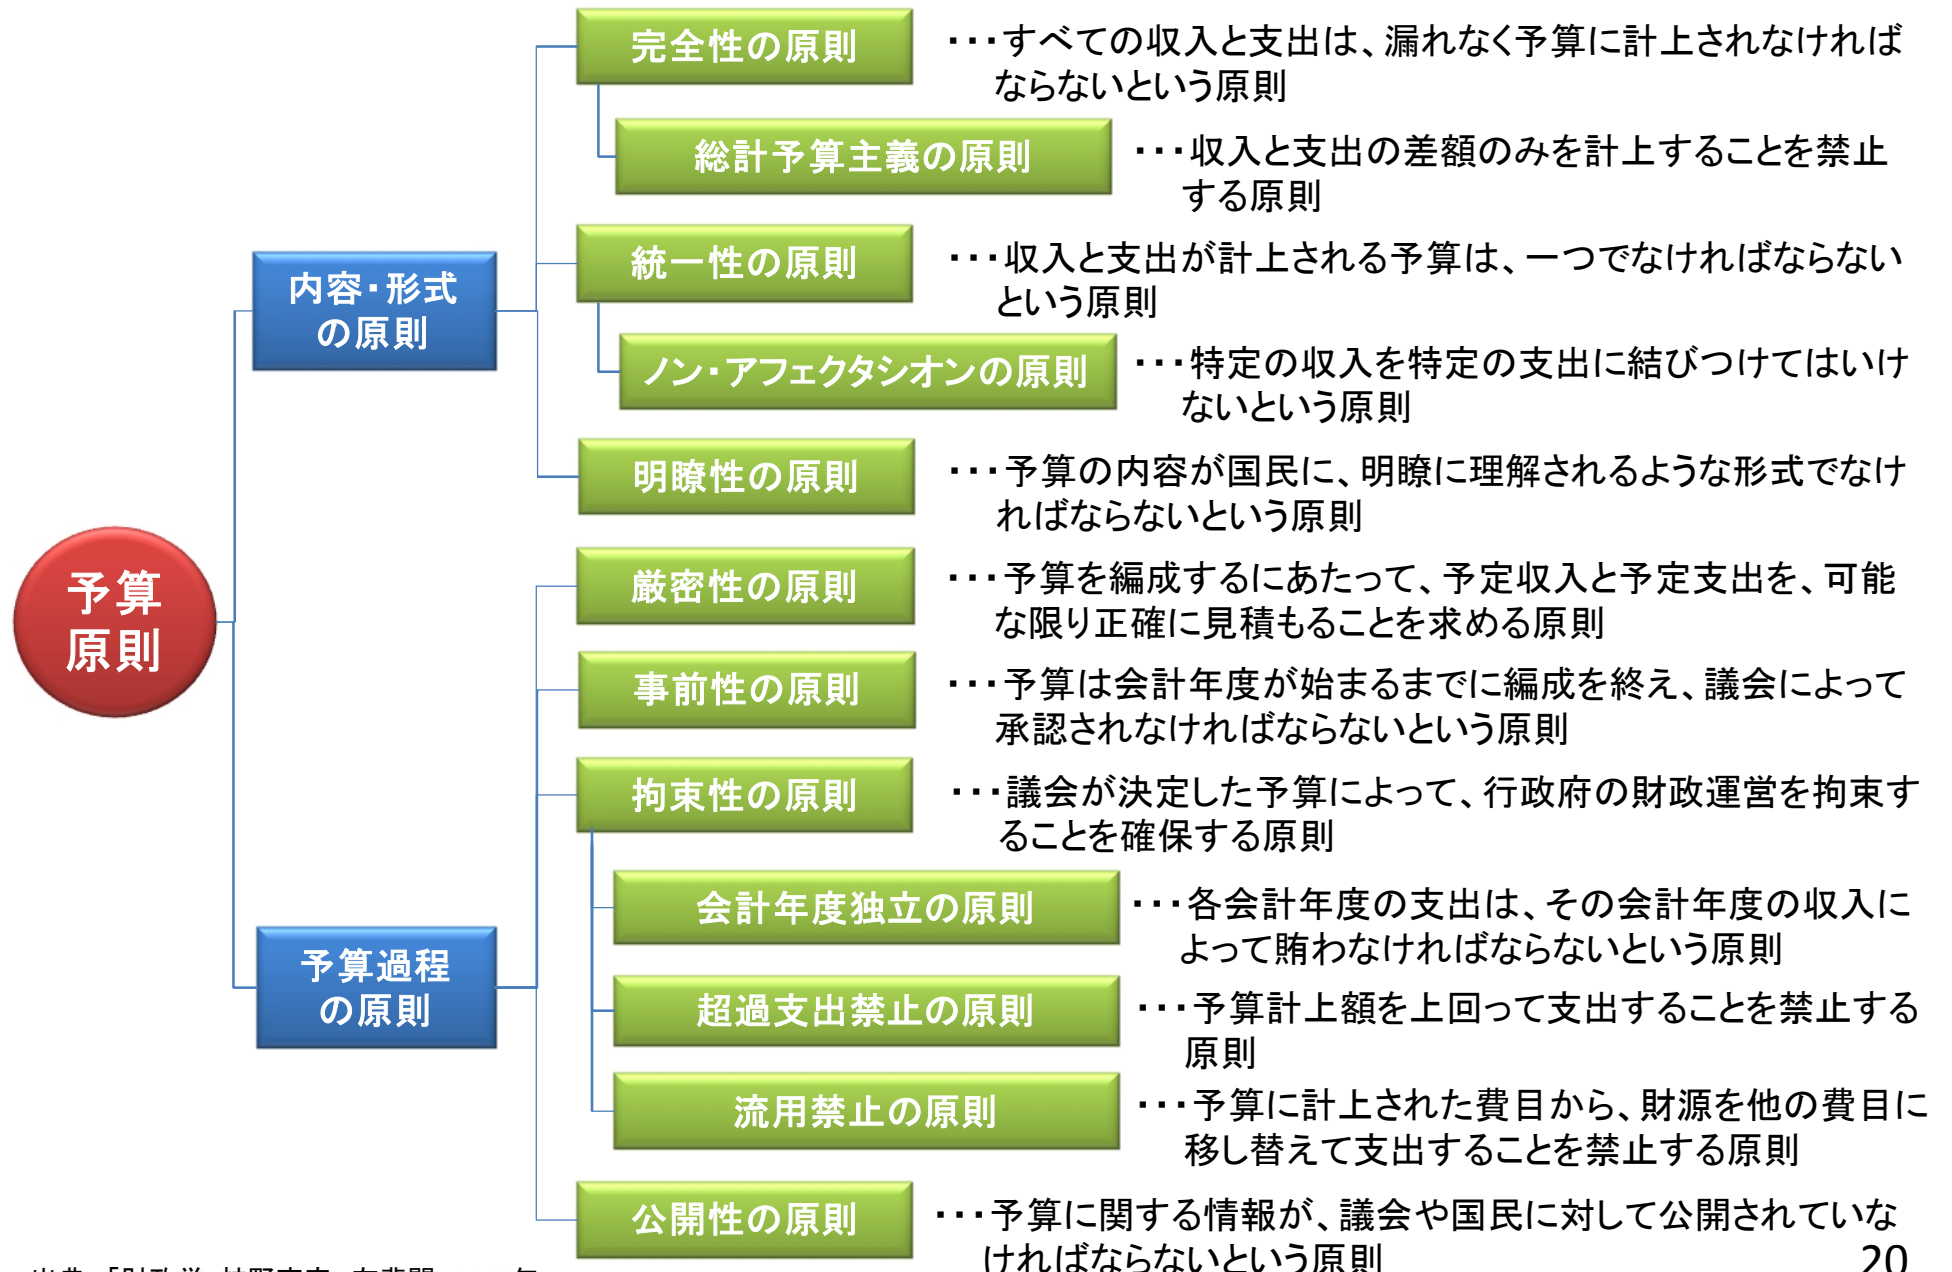 完全性の原則
・・・すべての収入と支出は、漏れなく予算に計上されなければ
ならないという原則
総計予算主義の原則
・・・収入と支出の差額のみを計上することを禁止
する原則
統一性の原則
・・・収入と支出が計上される予算は、一つでなければならない
という原則
内容・形式
の原則
ノン・アフェクタシオンの原則
・・・特定の収入を特定の支出に結びつけてはいけ
ないという原則
明瞭性の原則
・・・予算の内容が国民に、明瞭に理解されるような形式でなけ
ればならないという原則
予算
原則
厳密性の原則
・・・予算を編成するにあたって、予定収入と予定支出を、可能
な限り正確に見積もることを求める原則
事前性の原則
・・・予算は会計年度が始まるまでに編成を終え、議会によって
承認されなければならないという原則
拘束性の原則
・・・議会が決定した予算によって、行政府の財政運営を拘束す
ることを確保する原則
会計年度独立の原則
・・・各会計年度の支出は、その会計年度の収入に
よって賄わなければならないという原則
予算過程
の原則
超過支出禁止の原則
・・・予算計上額を上回って支出することを禁止する
原則
流用禁止の原則
・・・予算に計上された費目から、財源を他の費目に
移し替えて支出することを禁止する原則
公開性の原則
・・・予算に関する情報が、議会や国民に対して公開されていな
ければならないという原則
20